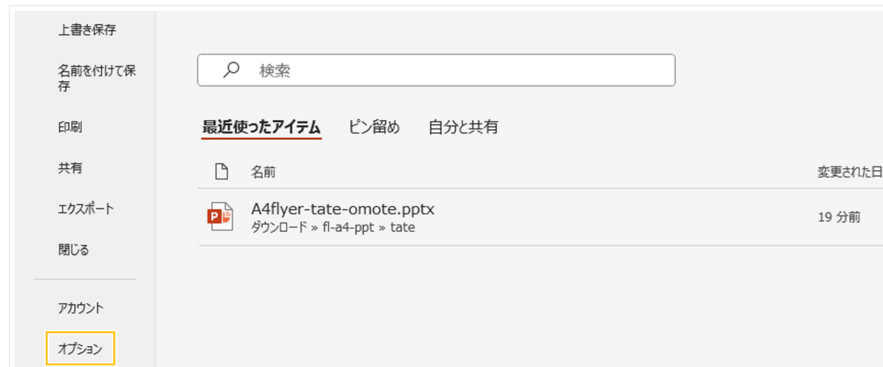 上書き保存
名前を付けて保
存
印刷
共有
エクスポート
閉じる
アカウント
オプション
検索
最近使ったアイテム ピン留め 自分と共有
名前 変更された日
P A4flyer-tate-omote.pptx
ダウンロード » fl-a4-ppt » tate
19 分前